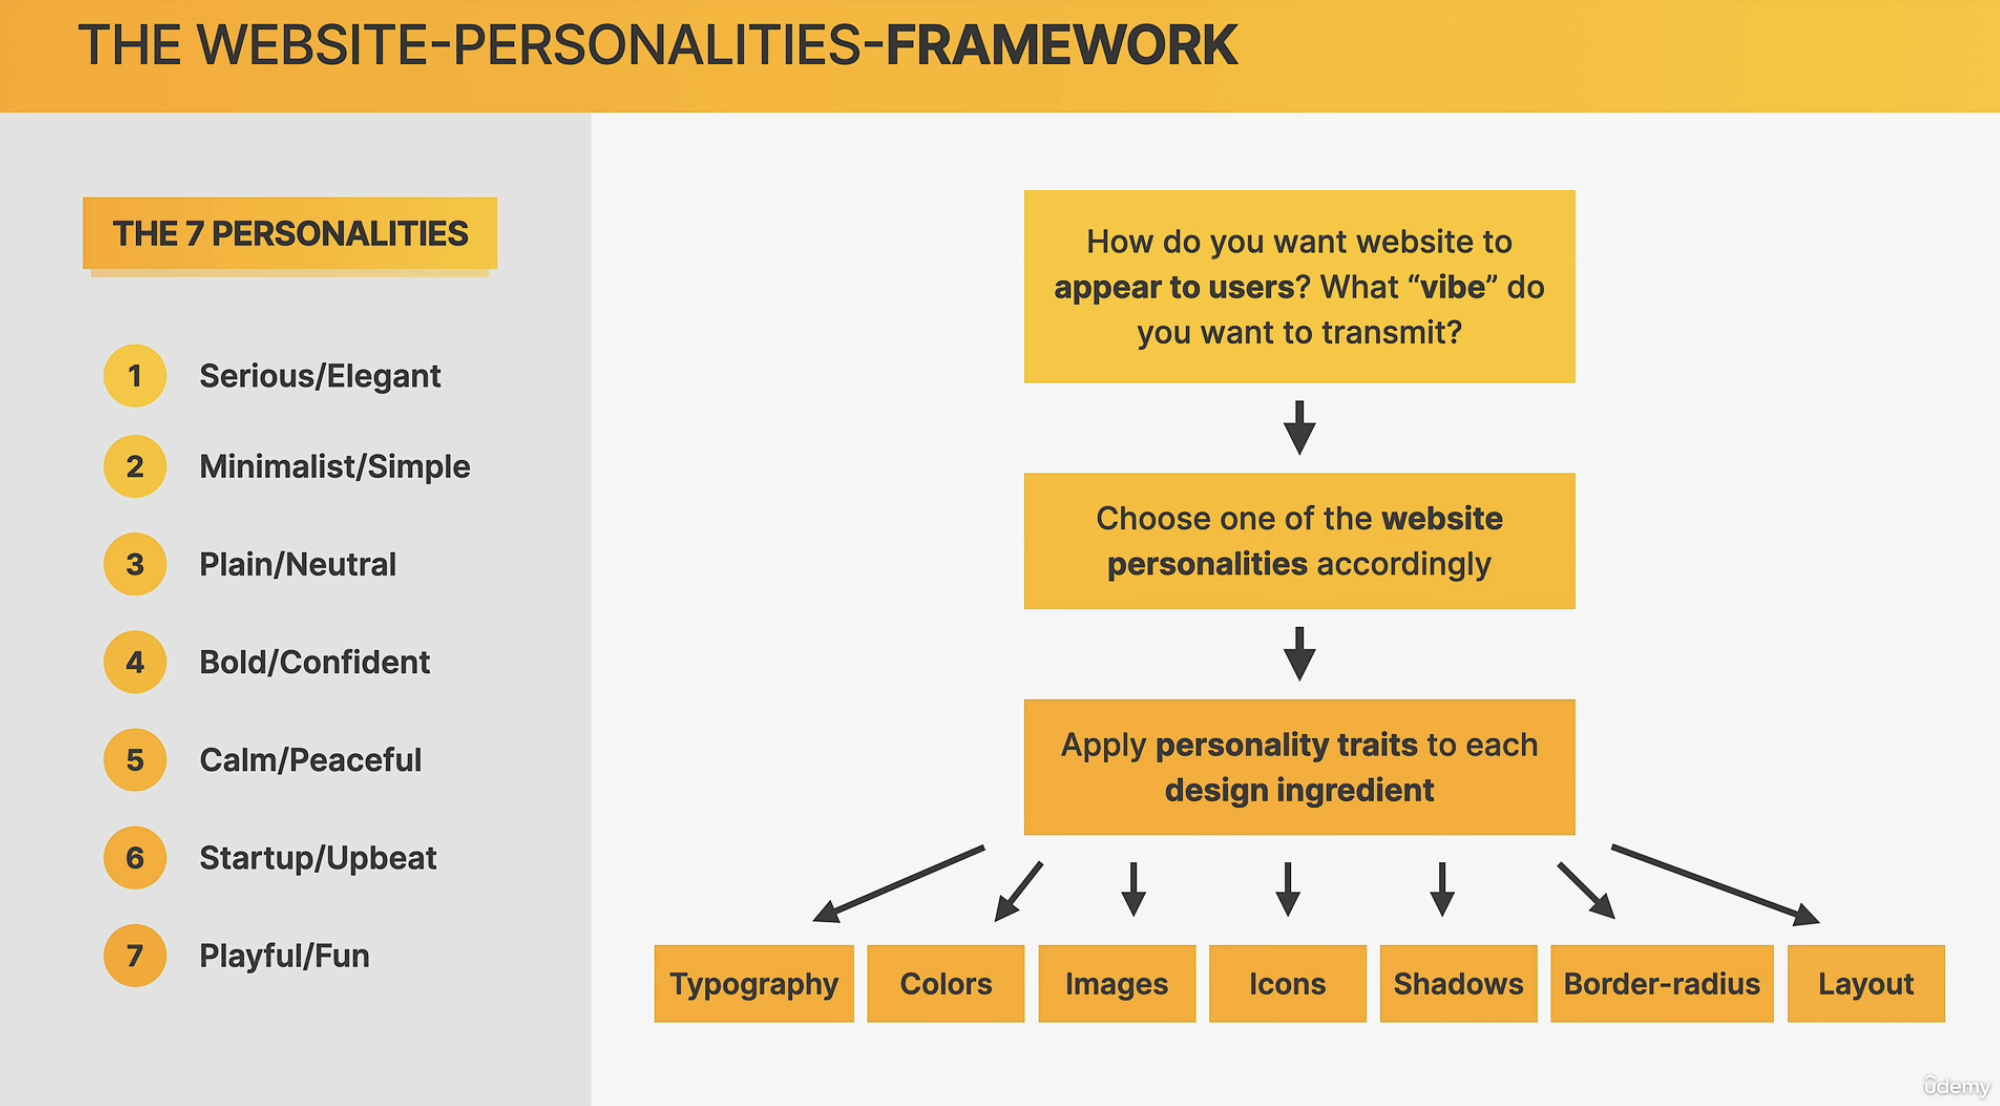 THE WEBSITE-PERSONALITIES-FRAMEWORK
THE 7 PERSONALITIES
1 Serious/Elegant
2 Minimalist/Simple
3 Plain/Neutral
4 Bold/Confident
5 Calm/Peaceful
6 Startup/Upbeat
7 Playful/Fun
How do you want website to
appear to users? What “vibe” do
you want to transmit?
Choose one of the website
personalities accordingly
Apply personality traits to each
design ingredient
Typography
Colors
Images
Icons
Shadows
Border-radius
Layout
ûdemy